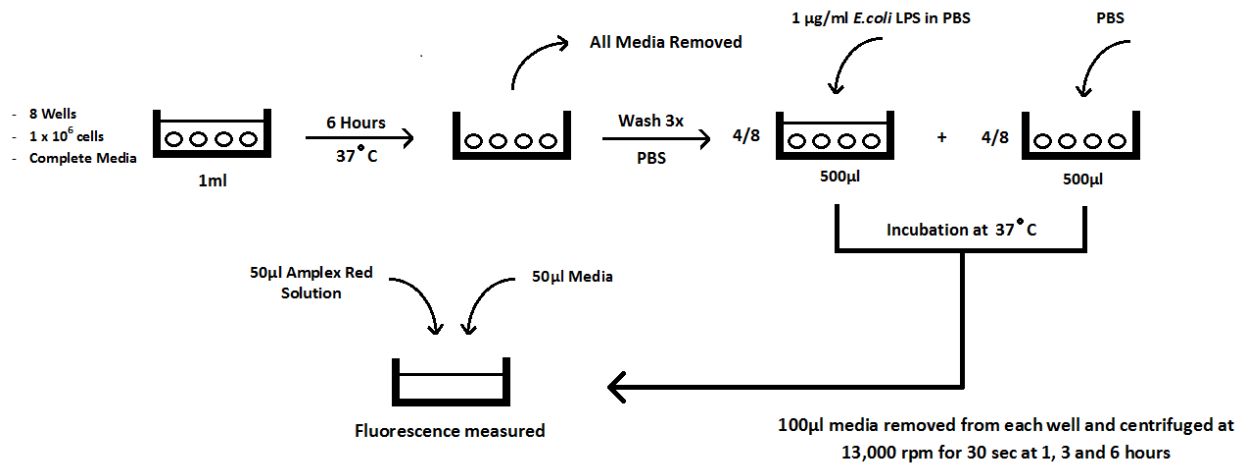 - 8 Wells
- 1 x 10⁶ cells
- Complete Media
1ml
6 Hours
37°C
All Media Removed
Wash 3x
PBS
1 µg/ml E.coli LPS in PBS
4/8
500µl
+
PBS
4/8
500µl
Incubation at 37°C
50µl Amplex Red
Solution
50µl Media
Fluorescence measured
100µl media removed from each well and centrifuged at
13,000 rpm for 30 sec at 1, 3 and 6 hours